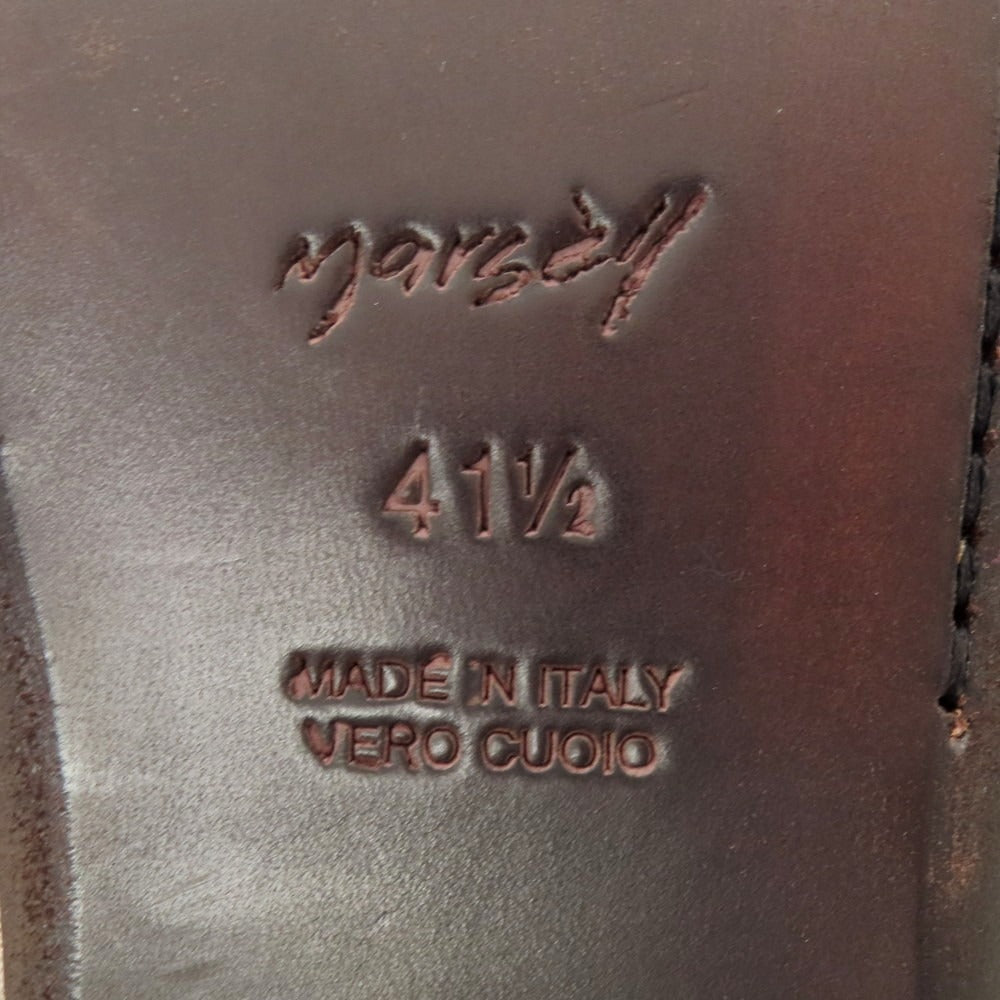 marsèll
41½
MADE IN ITALY
VERO CUOIO